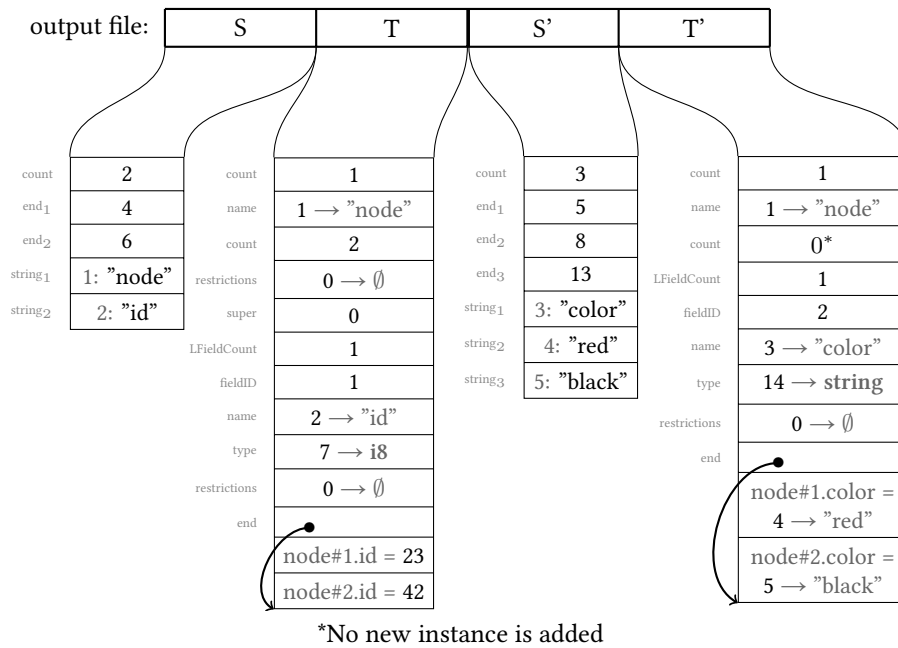 output file: S T S’ T’
count 2
end1 4
end2 6
string1 1: ”node”
string2 2: ”id”
count 1
name 1 → ”node”
count 2
restrictions 0 → ∅
super 0
LFieldCount 1
fieldID 1
name 2 → ”id”
type 7 → i8
restrictions 0 → ∅
end
node#1.id = 23
node#2.id = 42
count 3
end1 5
end2 8
end3 13
string1 3: ”color”
string2 4: ”red”
string3 5: ”black”
count 1
name 1 → ”node”
count 0*
LFieldCount 1
fieldID 2
name 3 → ”color”
type 14 → string
restrictions 0 → ∅
end
node#1.color =
4 → ”red”
node#2.color =
5 → ”black”
*No new instance is added